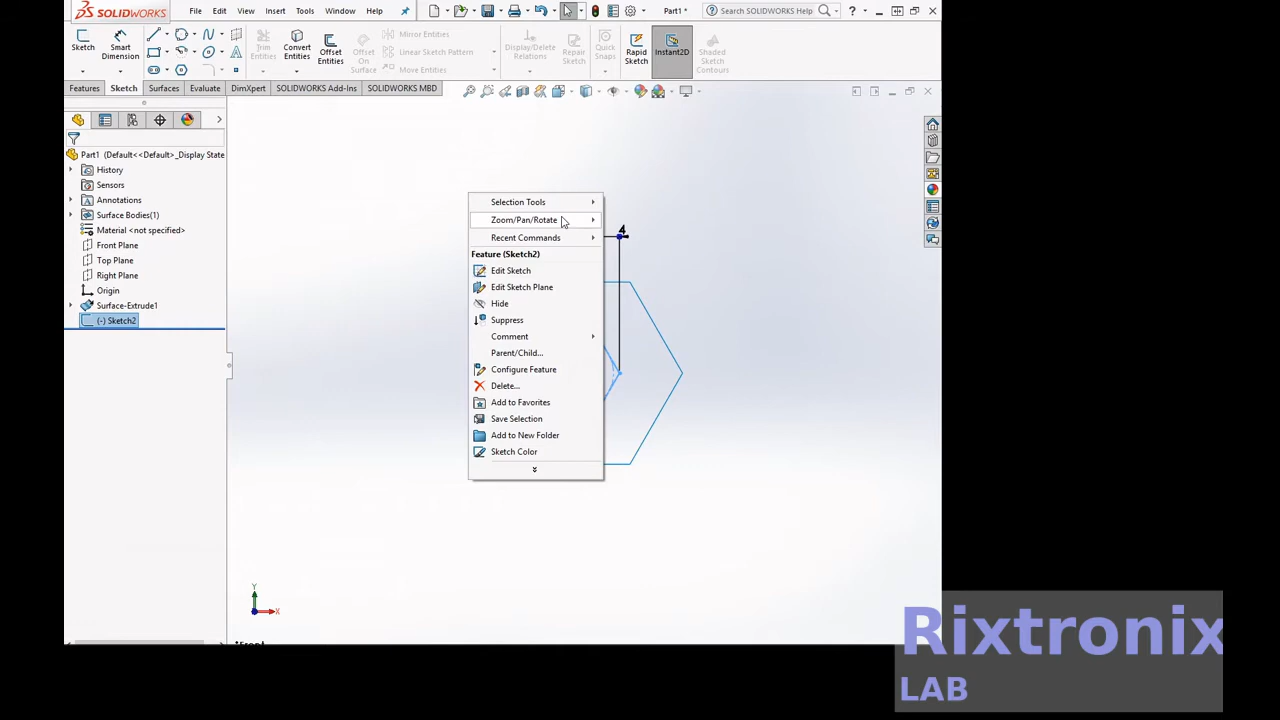 SOLIDWORKS
File
Edit
View
Insert
Tools
Window
Help
Part1 *
Search SOLIDWORKS
?
Sketch
Smart Dimension
Trim Entities
Convert Entities
Offset Entities
Offset On Surface
Mirror Entities
Linear Sketch Pattern
Move Entities
Display/Delete Relations
Repair Sketch
Quick Snaps
Rapid Sketch
Instant2D
Shaded Sketch Contours
Features
Sketch
Surfaces
Evaluate
DimXpert
SOLIDWORKS Add-Ins
SOLIDWORKS MBD
Part1 (Default<<Default>_Display State
History
Sensors
Annotations
Surface Bodies(1)
Material <not specified>
Front Plane
Top Plane
Right Plane
Origin
Surface-Extrude1
(-) Sketch2
Selection Tools
Zoom/Pan/Rotate
Recent Commands
Feature (Sketch2)
Edit Sketch
Edit Sketch Plane
Hide
Suppress
Comment
Parent/Child...
Configure Feature
Delete...
Add to Favorites
Save Selection
Add to New Folder
Sketch Color
4
Y
X
*Front
Rixtronix
LAB